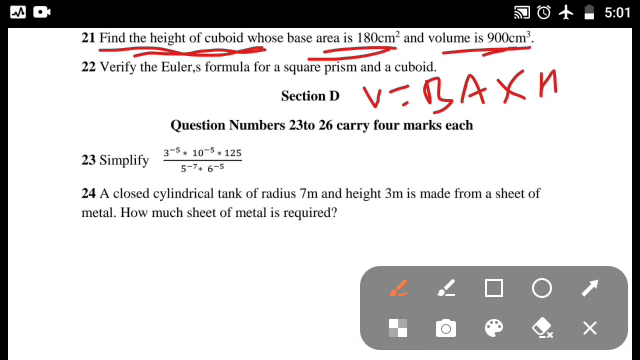 5:01
21 Find the height of cuboid whose base area is 180cm² and volume is 900cm³.
22 Verify the Euler,s formula for a square prism and a cuboid.
Section D
V = BA X H
Question Numbers 23to 26 carry four marks each
23 Simplify (3⁻⁵ * 10⁻⁵ * 125)/(5⁻⁷ * 6⁻⁵)
24 A closed cylindrical tank of radius 7m and height 3m is made from a sheet of
metal. How much sheet of metal is required?